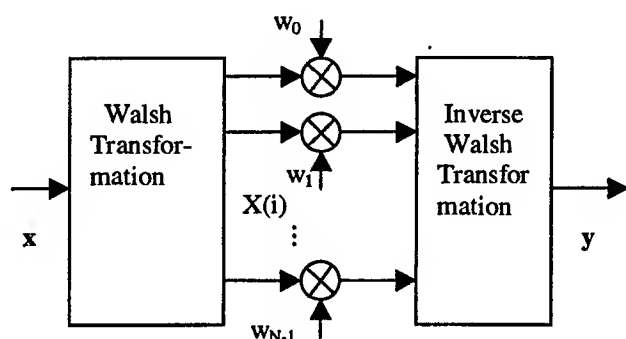 w0
Walsh
Transfor-
mation
Inverse
Walsh
Transfor
mation
w1
X(i)
⋮
x
y
wN-1